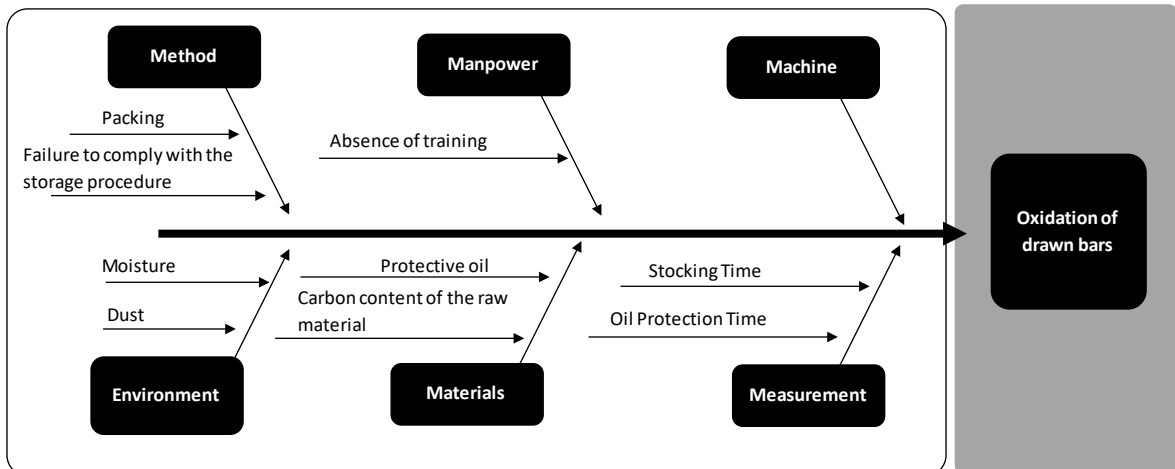 Method
Manpower
Machine
Packing
Failure to comply with the
storage procedure
Absence of training
Oxidation of
drawn bars
Moisture
Dust
Protective oil
Carbon content of the raw
material
Stocking Time
Oil Protection Time
Environment
Materials
Measurement